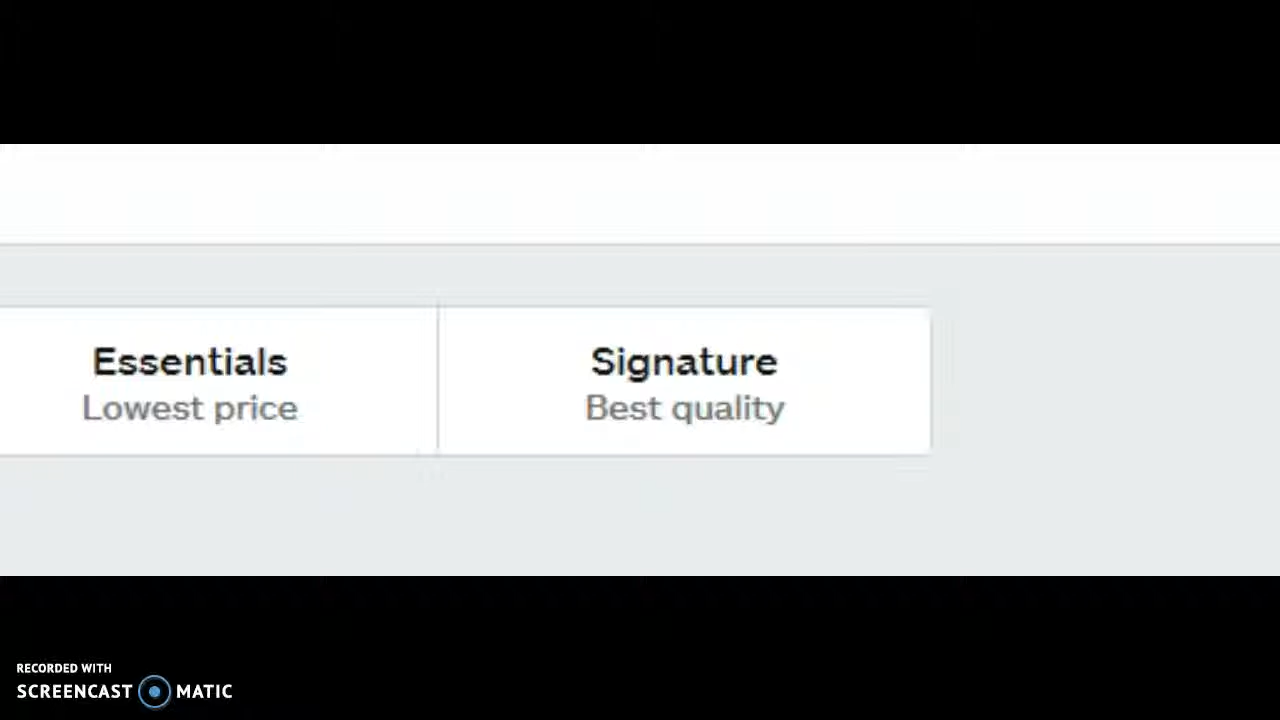 Essentials
Lowest price
Signature
Best quality
RECORDED WITH
SCREENCAST MATIC